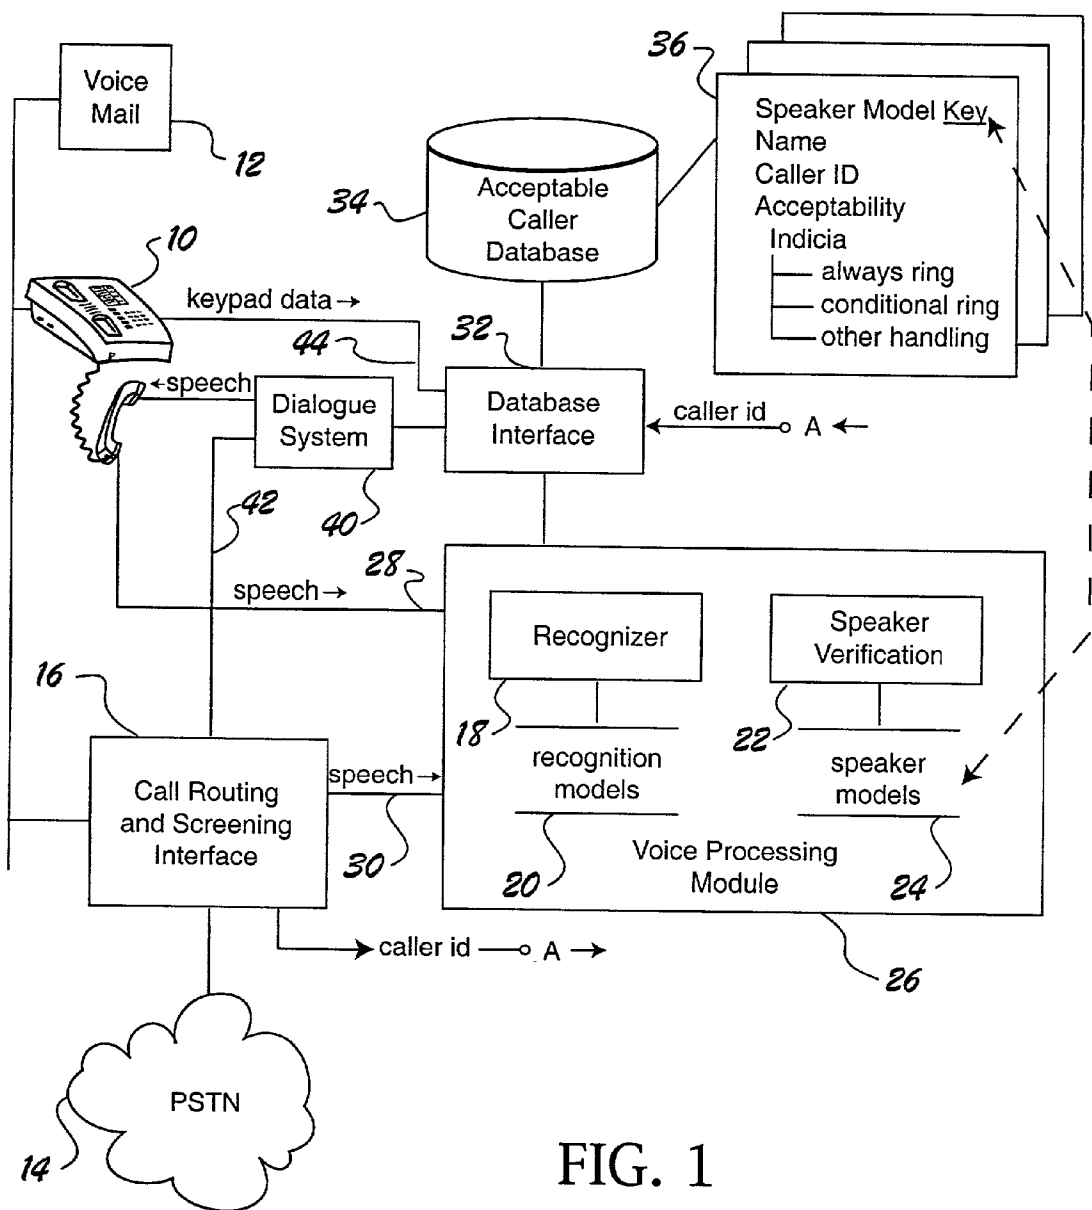 Voice
Mail
12
36
Speaker Model Key
Name
Caller ID
Acceptability
Indicia
always ring
conditional ring
other handling
34
Acceptable
Caller
Database
10
keypad data →
44
32
←speech
Dialogue
System
40
Database
Interface
caller id
A
42
speech→
28
Recognizer
18
recognition
models
20
Speaker
Verification
22
speaker
models
24
Voice Processing
Module
26
16
Call Routing
and Screening
Interface
speech→
30
caller id
A
PSTN
14
FIG. 1